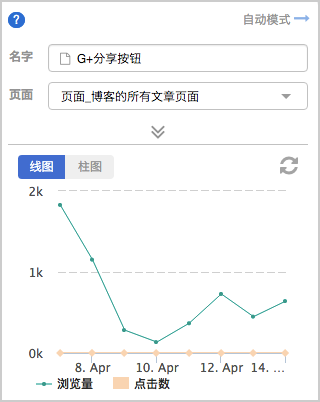 ?
自动模式
名字
G+分享按钮
页面
页面_博客的所有文章页面
线图
柱图
2k
1k
0k
8. Apr 10. Apr 12. Apr 14. ...
浏览量 点击数